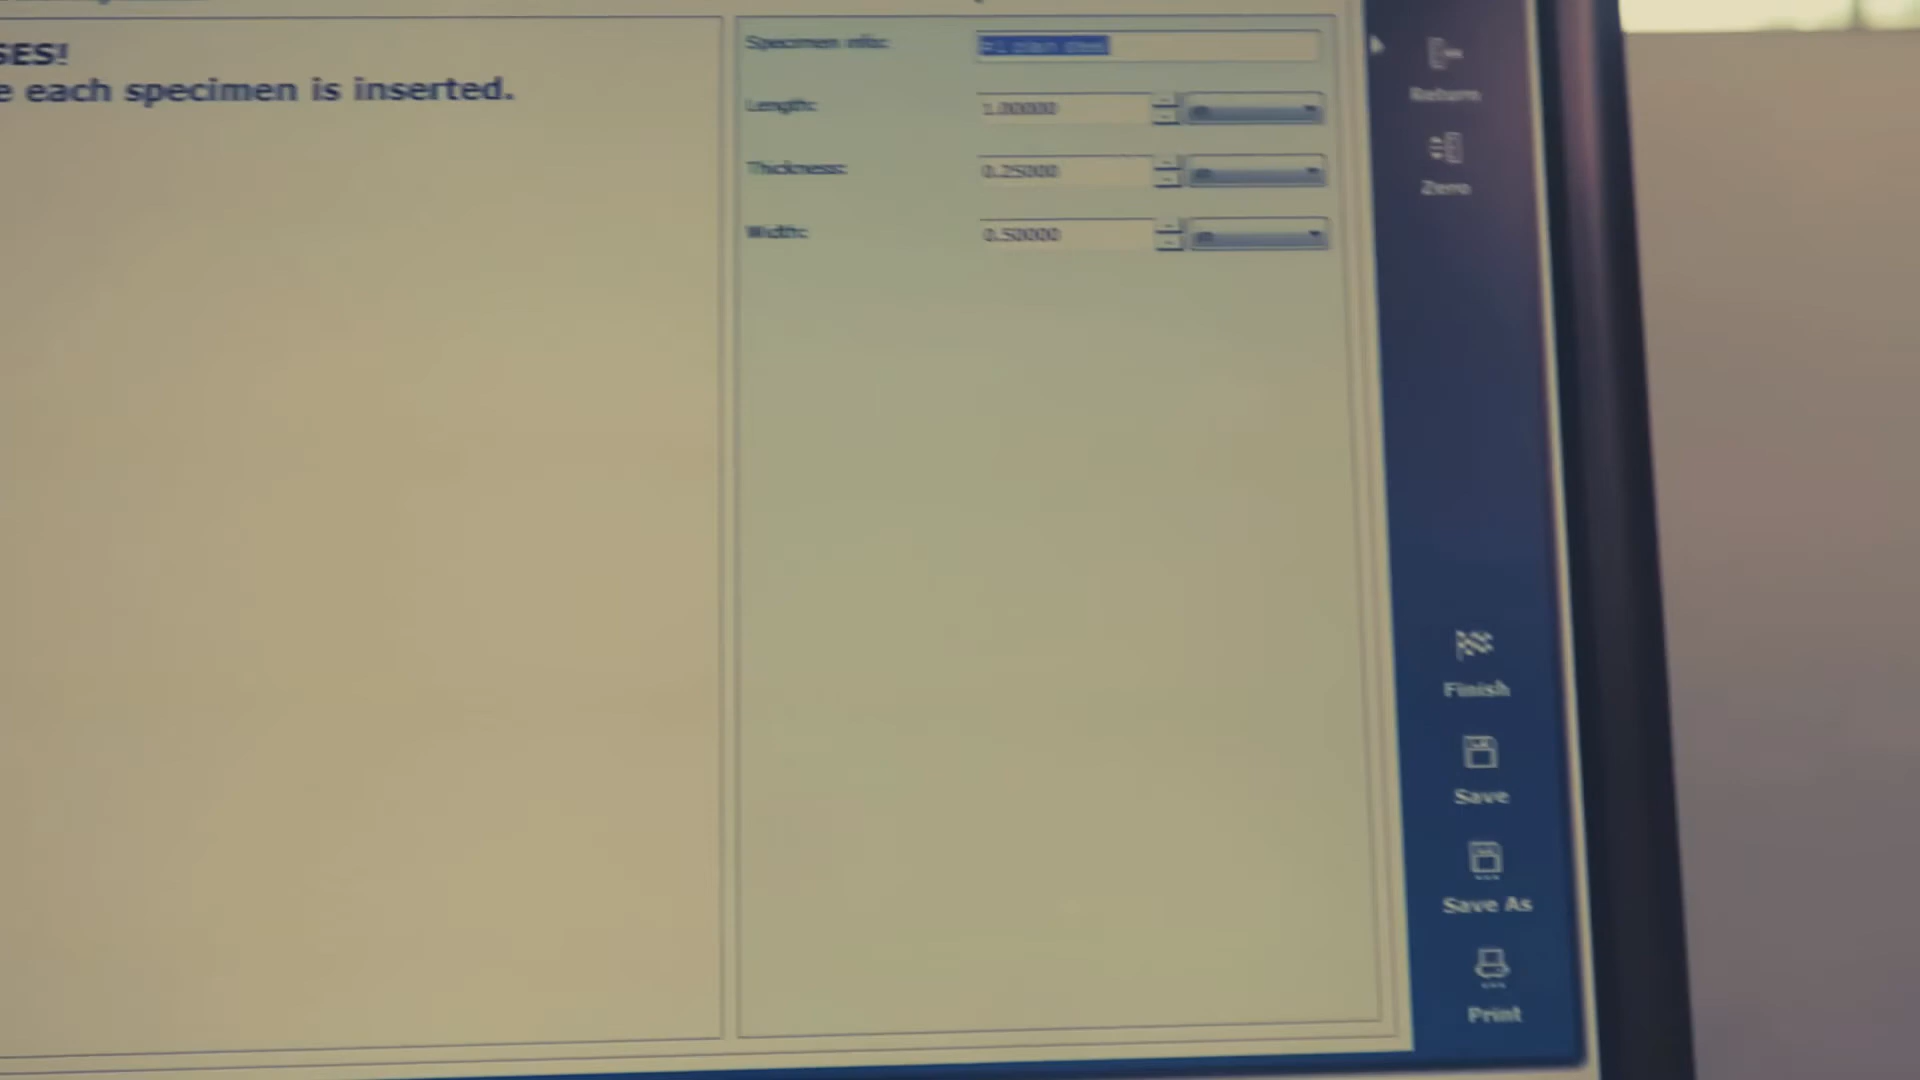 SES!
e each specimen is inserted.
Specimen info:
Length: 1.00000
Thickness: 0.25000
Width: 0.50000
Return
Zero
Finish
Save
Save As
Print